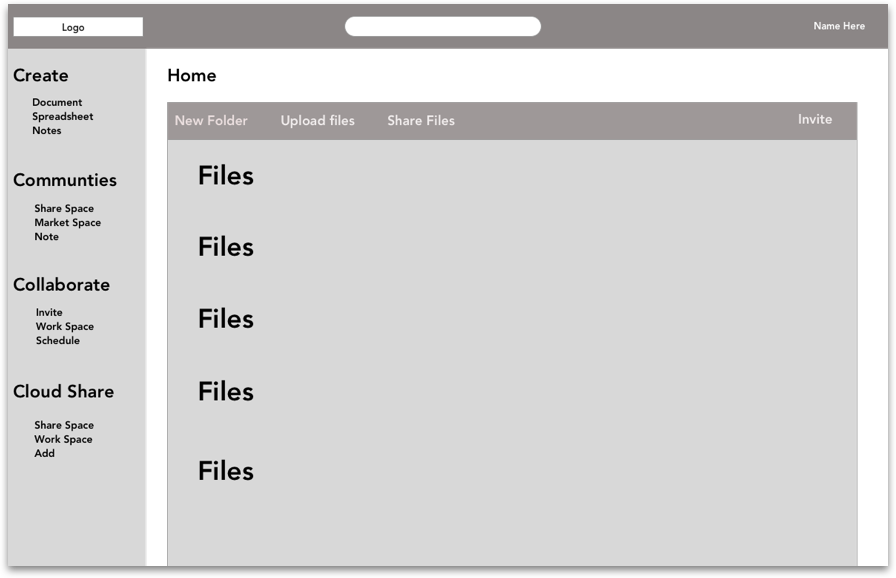 Logo
Name Here
Create
Document
Spreadsheet
Notes
Communties
Share Space
Market Space
Note
Collaborate
Invite
Work Space
Schedule
Cloud Share
Share Space
Work Space
Add
Home
New Folder Upload files Share Files Invite
Files
Files
Files
Files
Files